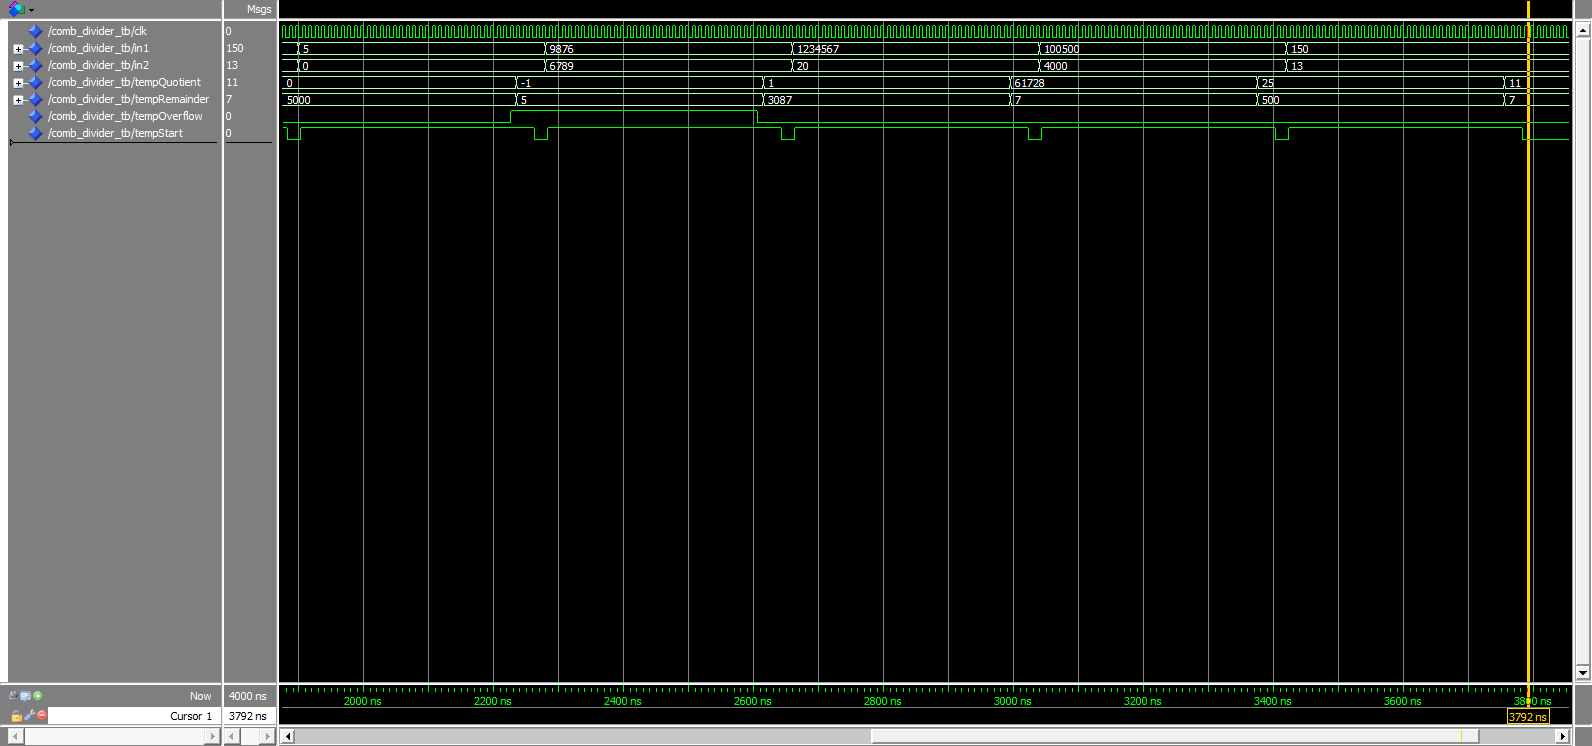 Msgs
/comb_divider_tb/clk 0
/comb_divider_tb/in1 150 5 9876 1234567 100500 150
/comb_divider_tb/in2 13 0 6789 20 4000 13
/comb_divider_tb/tempQuotient 11 0 -1 1 61728 25 11
/comb_divider_tb/tempRemainder 7 5000 5 3087 7 500 7
/comb_divider_tb/tempOverflow 0
/comb_divider_tb/tempStart 0
Now 4000 ns 2000 ns 2200 ns 2400 ns 2600 ns 2800 ns 3000 ns 3200 ns 3400 ns 3600 ns 3800 ns
Cursor 1 3792 ns 3792 ns